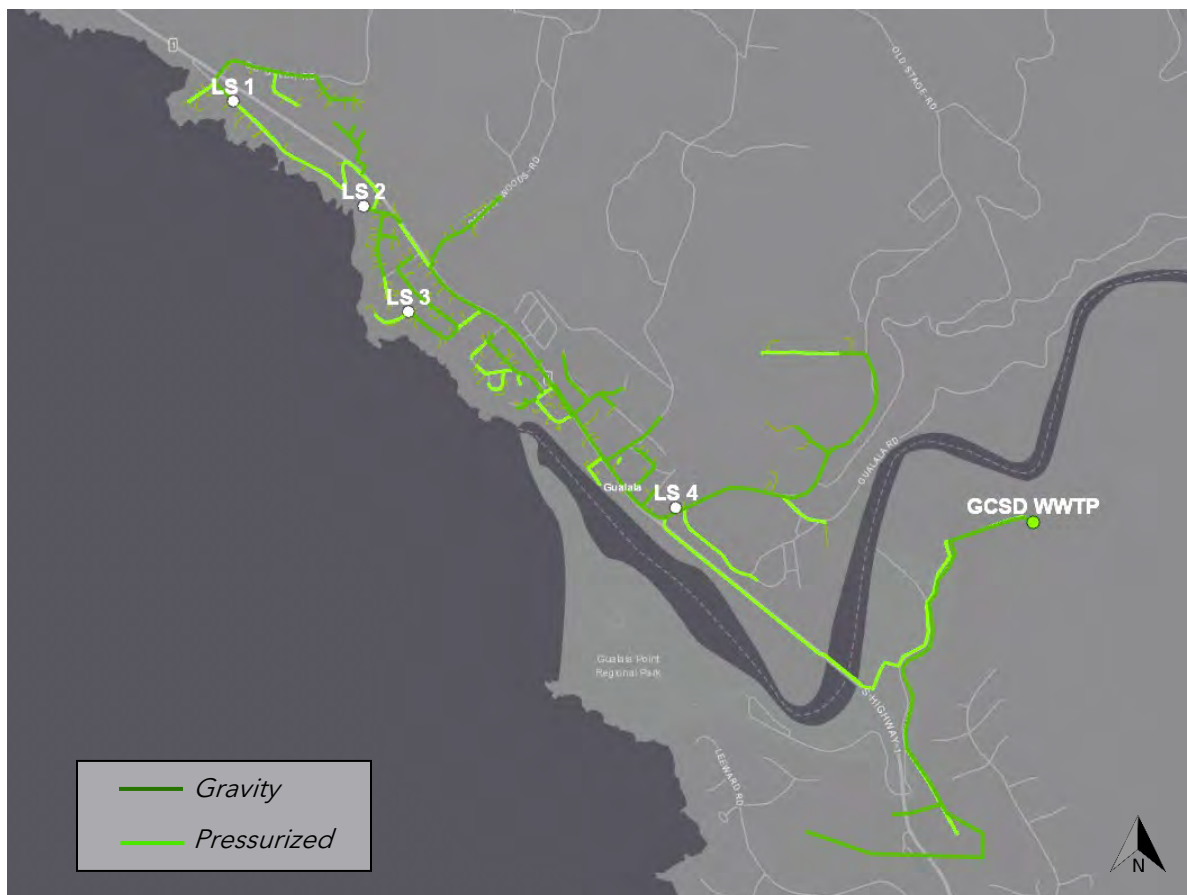 1
OLD STAGE RD
LS 1
WOODS RD
LS 2
LS 3
GUALALA RD
Gualala
LS 4
GCSD WWTP
Gualala Point
Regional Park
S HIGHWAY 1
LEEWARD RD
Gravity
Pressurized
N